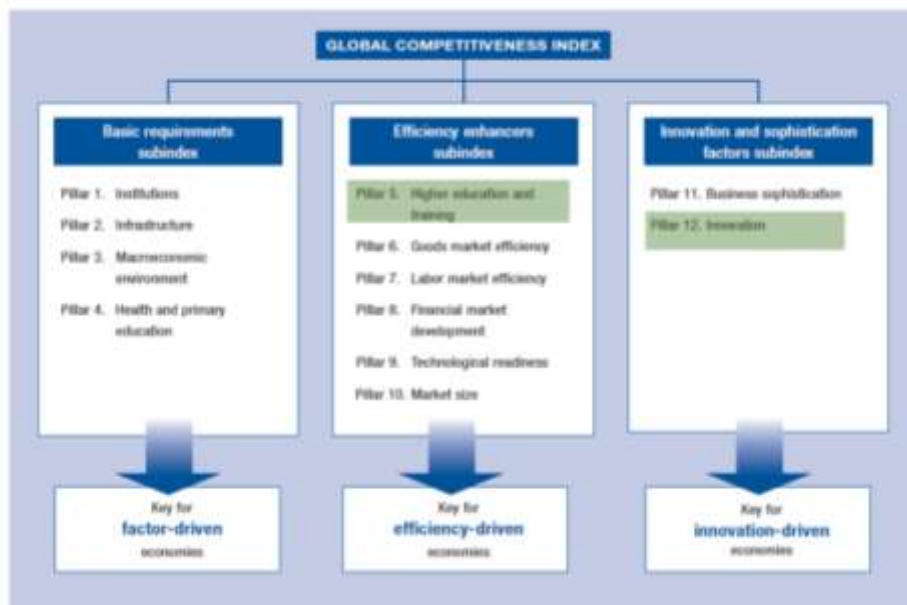 GLOBAL COMPETITIVENESS INDEX
Basic requirements
subindex
Pillar 1. Institutions
Pillar 2. Infrastructure
Pillar 3. Macroeconomic
environment
Pillar 4. Health and primary
education
Key for
factor-driven
economies
Efficiency enhancers
subindex
Pillar 5. Higher education and
training
Pillar 6. Goods market efficiency
Pillar 7. Labor market efficiency
Pillar 8. Financial market
development
Pillar 9. Technological readiness
Pillar 10. Market size
Key for
efficiency-driven
economies
Innovation and sophistication
factors subindex
Pillar 11. Business sophistication
Pillar 12. Innovation
Key for
innovation-driven
economies